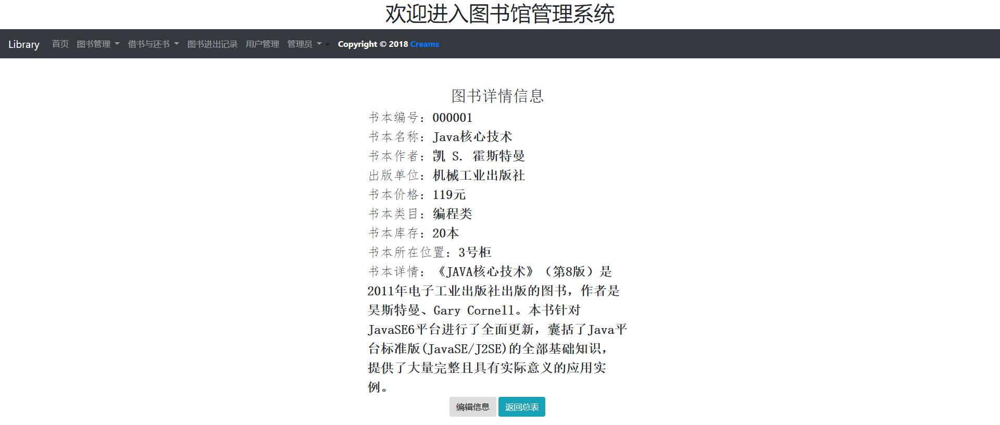 欢迎进入图书馆管理系统
Library 首页 图书管理 借书与还书 图书进出记录 用户管理 管理员 Copyright © 2018 Creams
图书详情信息
书本编号：000001
书本名称：Java核心技术
书本作者：凯 S. 霍斯特曼
出版单位：机械工业出版社
书本价格：119元
书本类目：编程类
书本库存：20本
书本所在位置：3号柜
书本详情：《JAVA核心技术》（第8版）是
2011年电子工业出版社出版的图书，作者是
昊斯特曼、Gary Cornell。本书针对
JavaSE6平台进行了全面更新，囊括了Java平
台标准版(JavaSE/J2SE)的全部基础知识，
提供了大量完整且具有实际意义的应用实
例。
编辑信息 返回总表